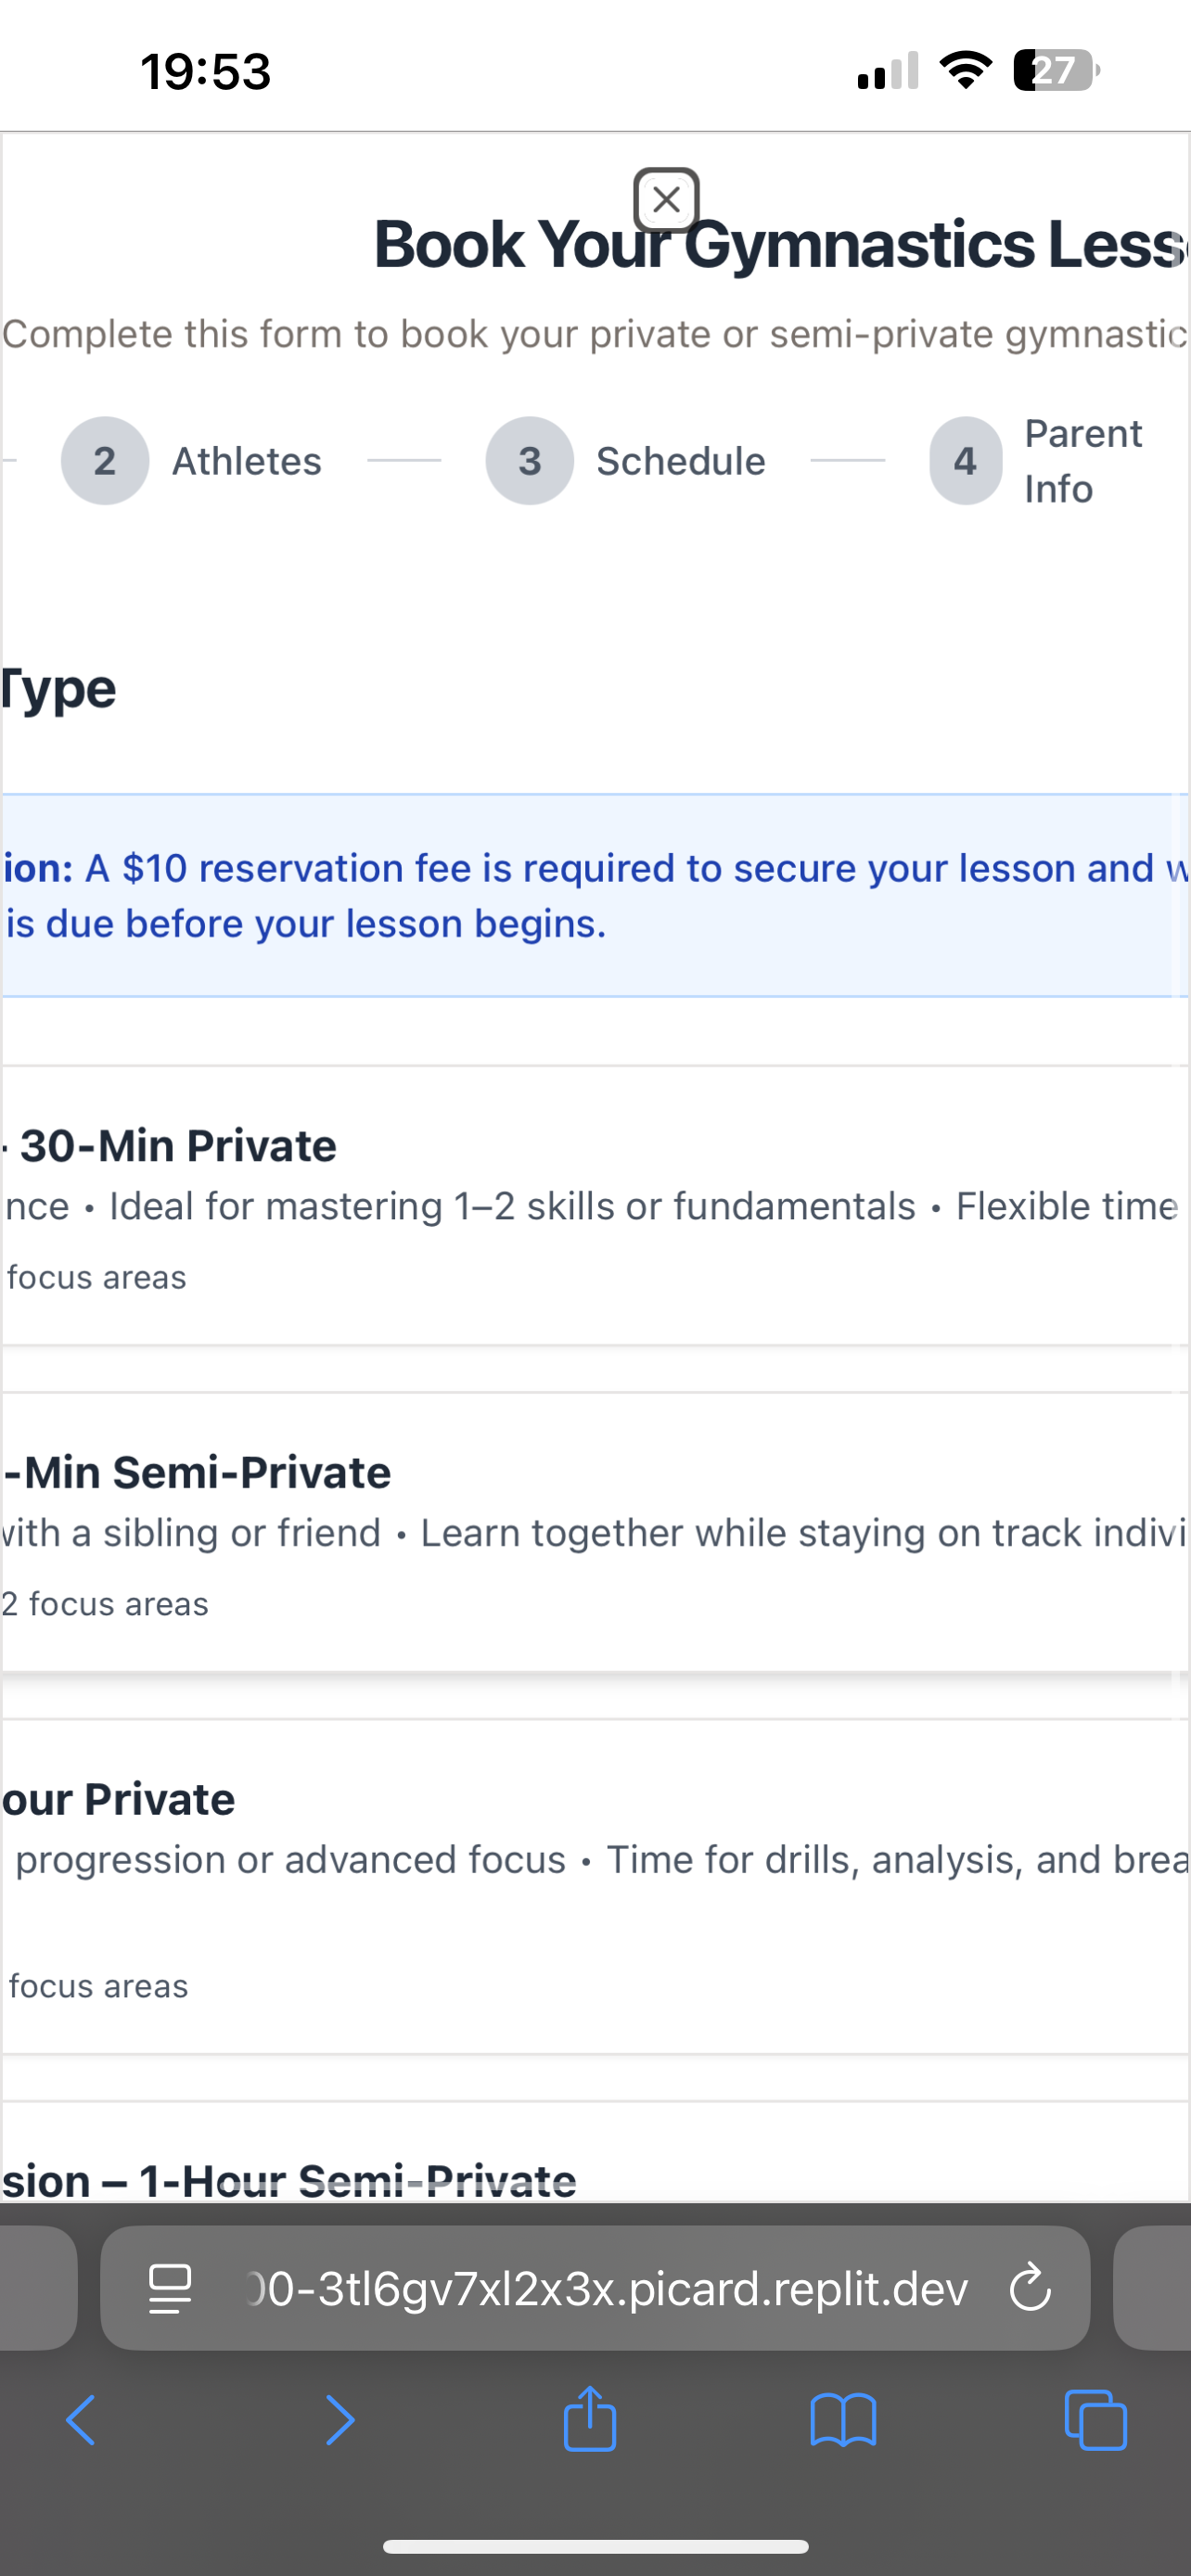 19:53
27
Book Your Gymnastics Less
Complete this form to book your private or semi-private gymnastic
2 Athletes 3 Schedule 4 Parent Info
Type
ion: A $10 reservation fee is required to secure your lesson and w
is due before your lesson begins.
- 30-Min Private
nce • Ideal for mastering 1–2 skills or fundamentals • Flexible time
focus areas
-Min Semi-Private
with a sibling or friend • Learn together while staying on track indivi
2 focus areas
our Private
progression or advanced focus • Time for drills, analysis, and brea
focus areas
sion – 1-Hour Semi-Private
00-3tl6gv7xl2x3x.picard.replit.dev